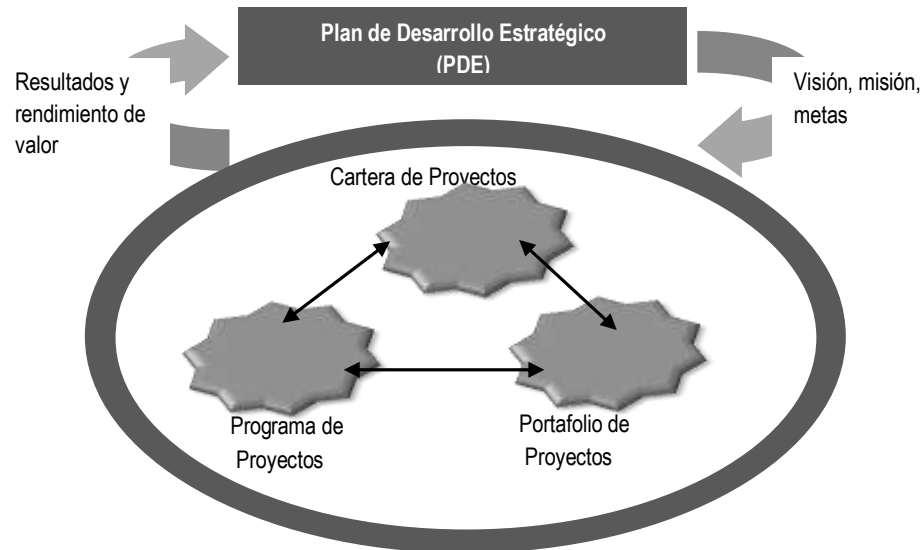 Plan de Desarrollo Estratégico
(PDE)
Resultados y
rendimiento de
valor
Visión, misión,
metas
Cartera de Proyectos
Programa de
Proyectos
Portafolio de
Proyectos